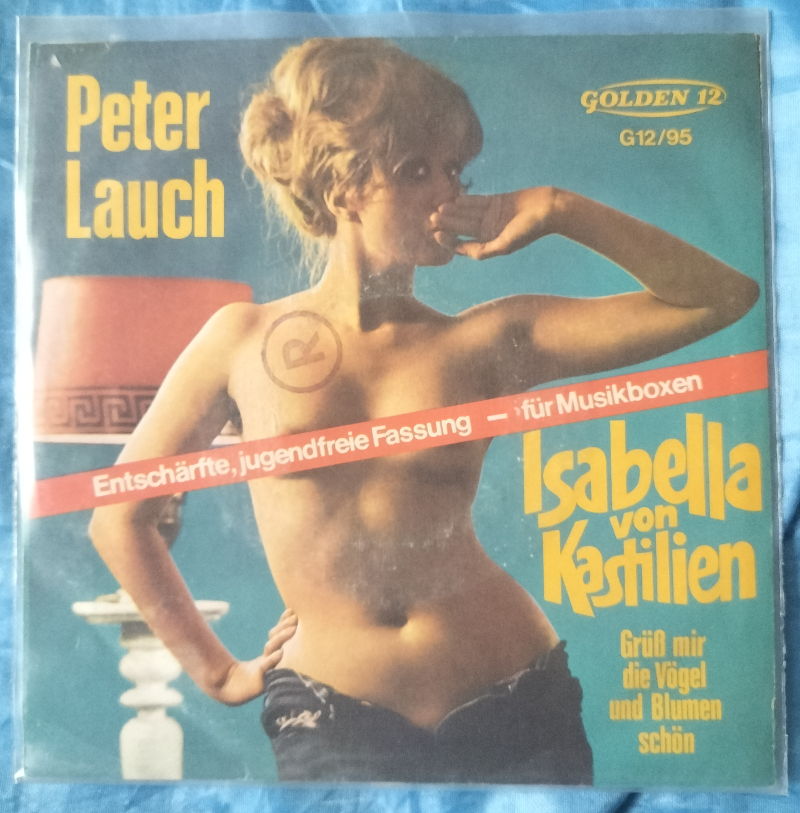 Peter
Lauch
GOLDEN 12
G12/95
R
Entschärfte, jugendfreie Fassung – für Musikboxen
Isabella
von
Kastilien
Grüß mir
die Vögel
und Blumen
schön